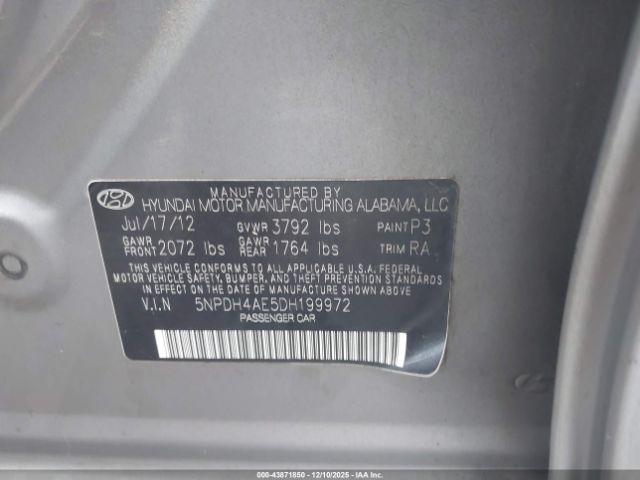 MANUFACTURED BY
HYUNDAI MOTOR MANUFACTURING ALABAMA, LLC
Jul/17/12 GVWR 3792 lbs PAINT P3
GAWR FRONT 2072 lbs GAWR REAR 1764 lbs TRIM RA
THIS VEHICLE CONFORMS TO ALL APPLICABLE U.S.A. FEDERAL
MOTOR VEHICLE SAFETY, BUMPER, AND THEFT PREVENTION
STANDARDS IN EFFECT ON THE DATE OF MANUFACTURE SHOWN ABOVE
V.I.N 5NPDH4AE5DH199972
PASSENGER CAR
000-43871850 - 12/10/2025 - IAAI.COM